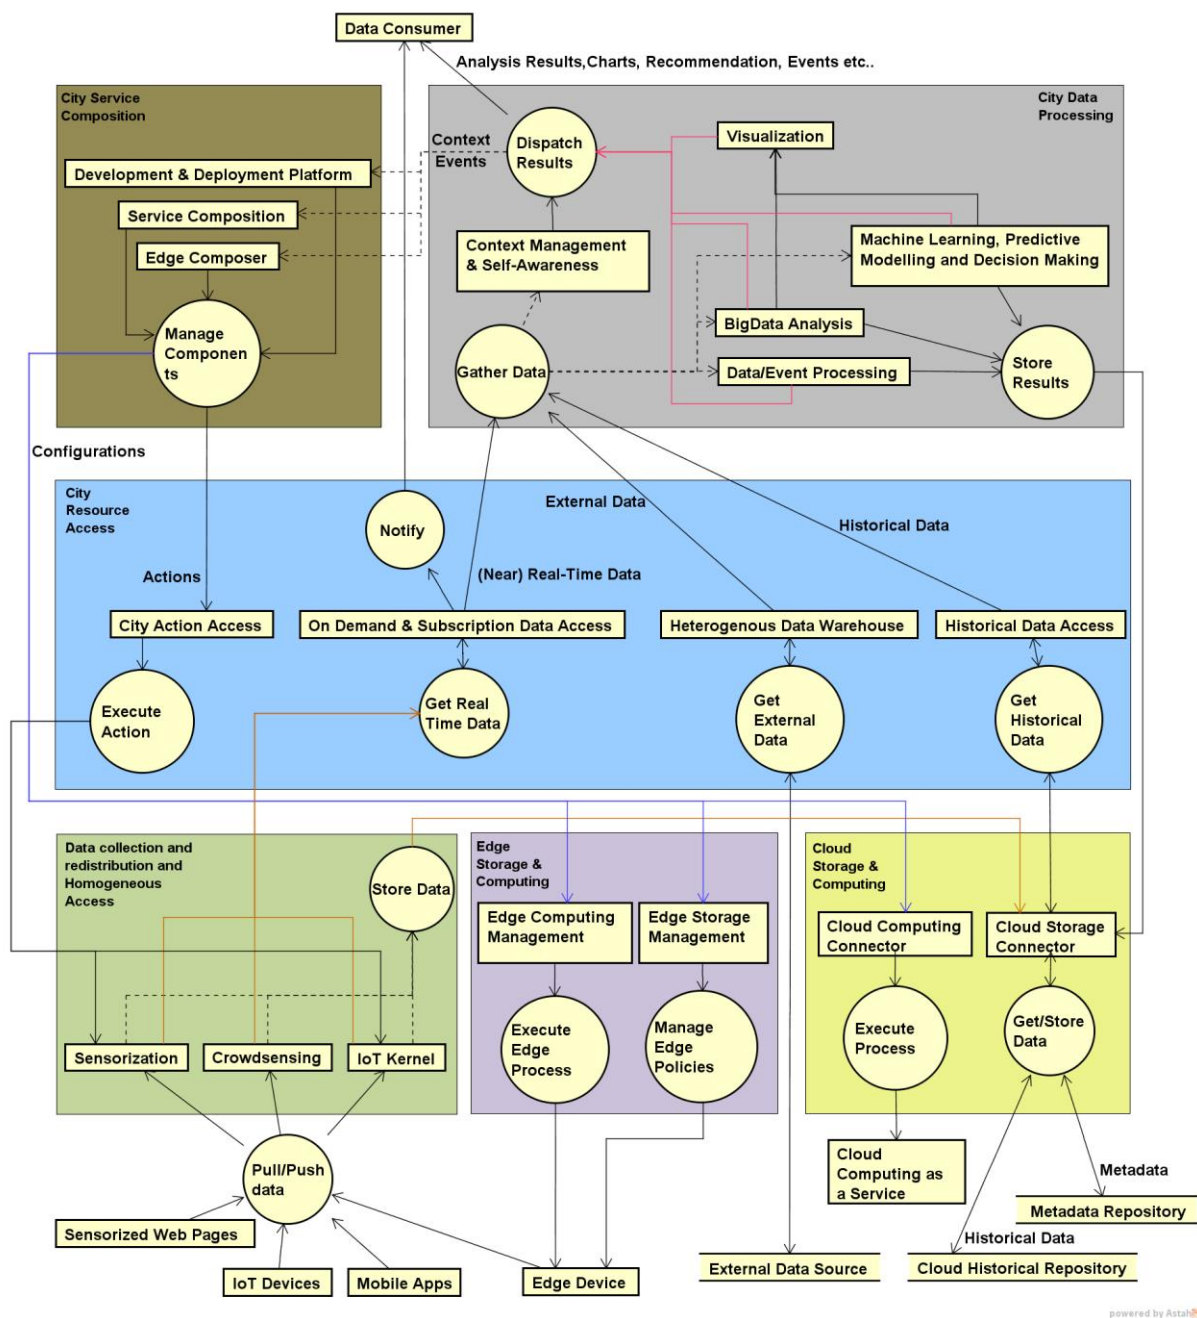 Data Consumer
Analysis Results,Charts, Recommendation, Events etc..
City Service
Composition
City Data
Processing
Context
Events
Dispatch
Results
Visualization
Development & Deployment Platform
Service Composition
Edge Composer
Context Management
& Self-Awareness
Machine Learning, Predictive
Modelling and Decision Making
Manage
Componen
ts
BigData Analysis
Gather Data
Data/Event Processing
Store
Results
Configurations
City
Resource
Access
External Data
Notify
Historical Data
(Near) Real-Time Data
Actions
City Action Access
On Demand & Subscription Data Access
Heterogenous Data Warehouse
Historical Data Access
Execute
Action
Get Real
Time Data
Get
External
Data
Get
Historical
Data
Data collection and
redistribution and
Homogeneous
Access
Store Data
Edge
Storage &
Computing
Cloud
Storage &
Computing
Edge Computing
Management
Edge Storage
Management
Cloud Computing
Connector
Cloud Storage
Connector
Sensorization
Crowdsensing
IoT Kernel
Execute
Edge
Process
Manage
Edge
Policies
Execute
Process
Get/Store
Data
Pull/Push
data
Cloud
Computing as
a Service
Metadata
Metadata Repository
Sensorized Web Pages
Historical Data
IoT Devices
Mobile Apps
Edge Device
External Data Source
Cloud Historical Repository
powered by Astah